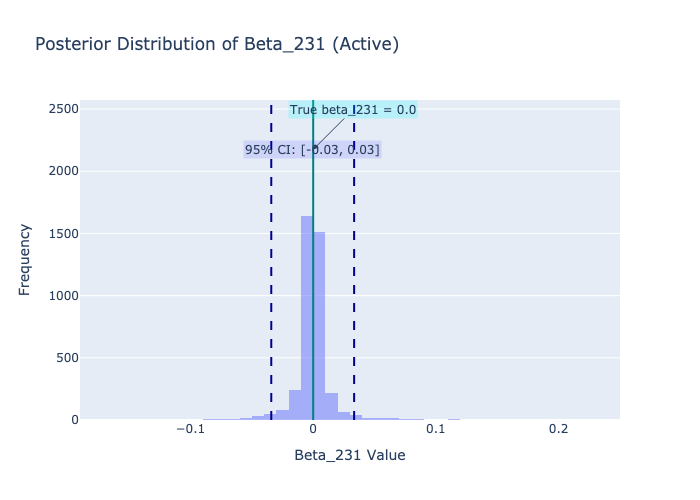 Posterior Distribution of Beta_231 (Active)
2500
True beta_231 = 0.0
95% CI: [-0.03, 0.03]
2000
1500
1000
500
0
Frequency
−0.1
0
0.1
0.2
Beta_231 Value